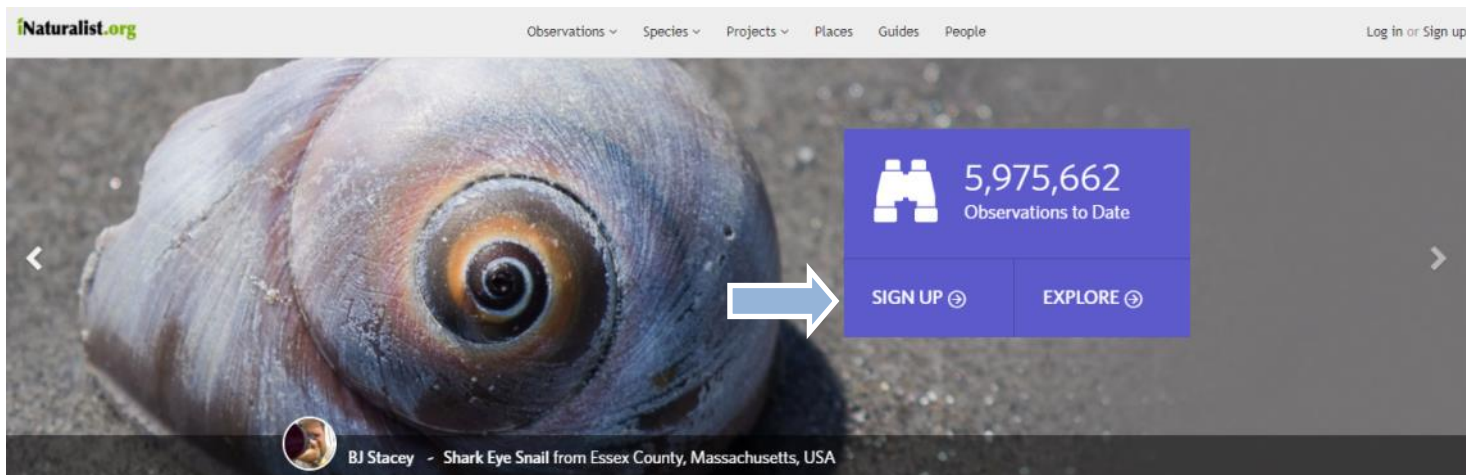 iNaturalist.org
Observations Species Projects Places Guides People
Log in or Sign up
5,975,662
Observations to Date
SIGN UP
EXPLORE
BJ Stacey - Shark Eye Snail from Essex County, Massachusetts, USA